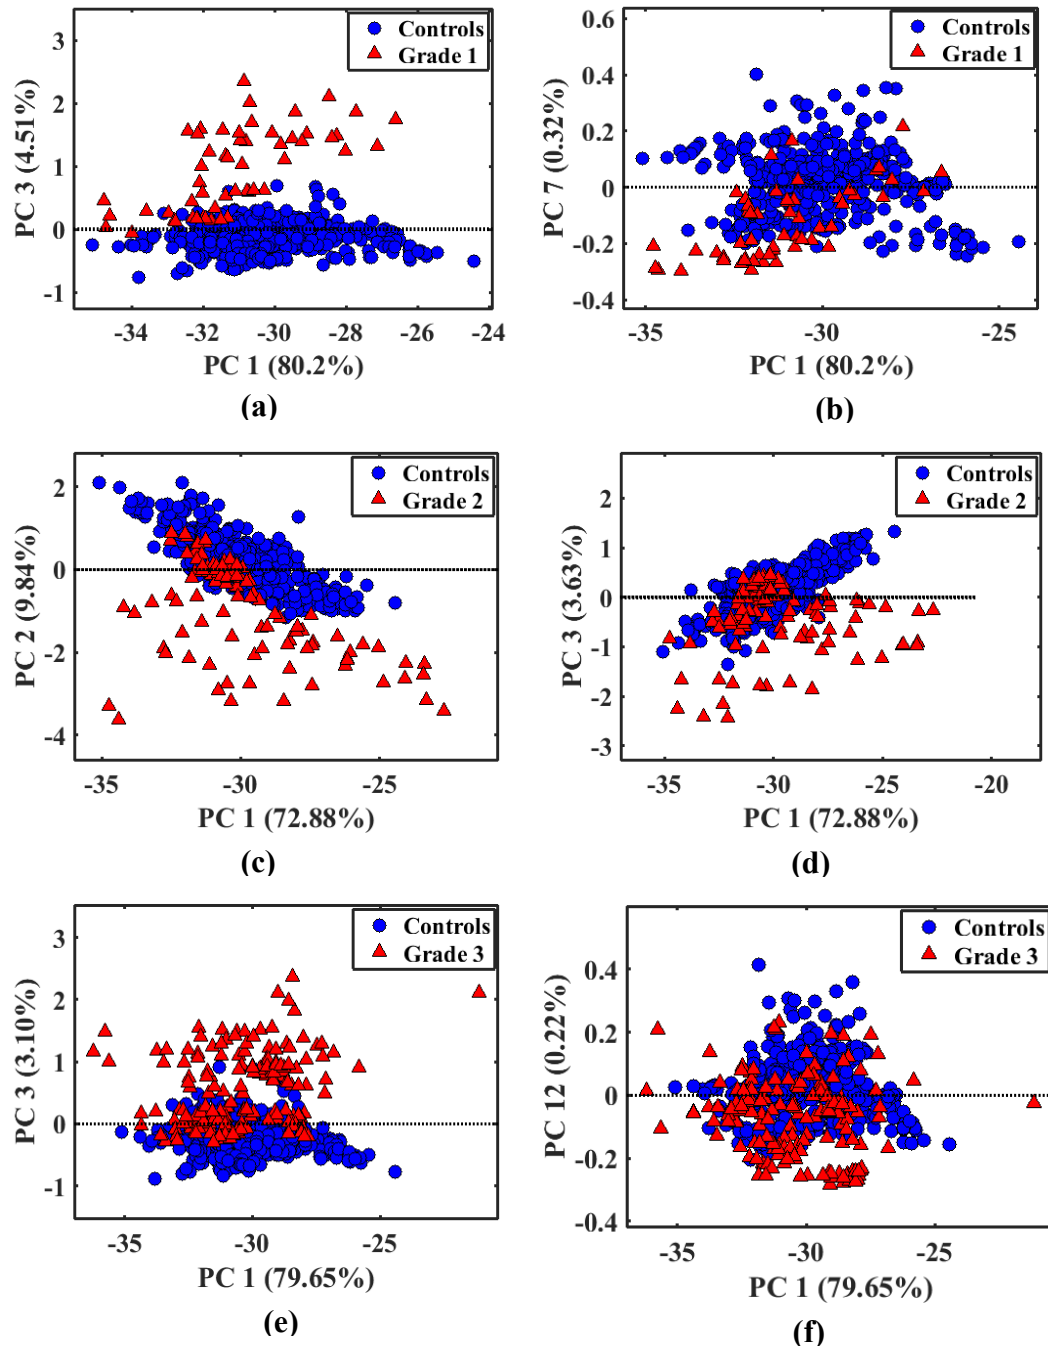 Controls
Grade 1
3
2
1
0
-1
PC 3 (4.51%)
-34 -32 -30 -28 -26 -24
PC 1 (80.2%)
(a)
Controls
Grade 1
0.6
0.4
0.2
0
-0.2
-0.4
PC 7 (0.32%)
-35 -30 -25
PC 1 (80.2%)
(b)
Controls
Grade 2
2
0
-2
-4
PC 2 (9.84%)
-35 -30 -25
PC 1 (72.88%)
(c)
Controls
Grade 2
2
1
0
-1
-2
-3
PC 3 (3.63%)
-35 -30 -25 -20
PC 1 (72.88%)
(d)
Controls
Grade 3
3
2
1
0
-1
PC 3 (3.10%)
-35 -30 -25
PC 1 (79.65%)
(e)
Controls
Grade 3
0.4
0.2
0
-0.2
-0.4
PC 12 (0.22%)
-35 -30 -25
PC 1 (79.65%)
(f)